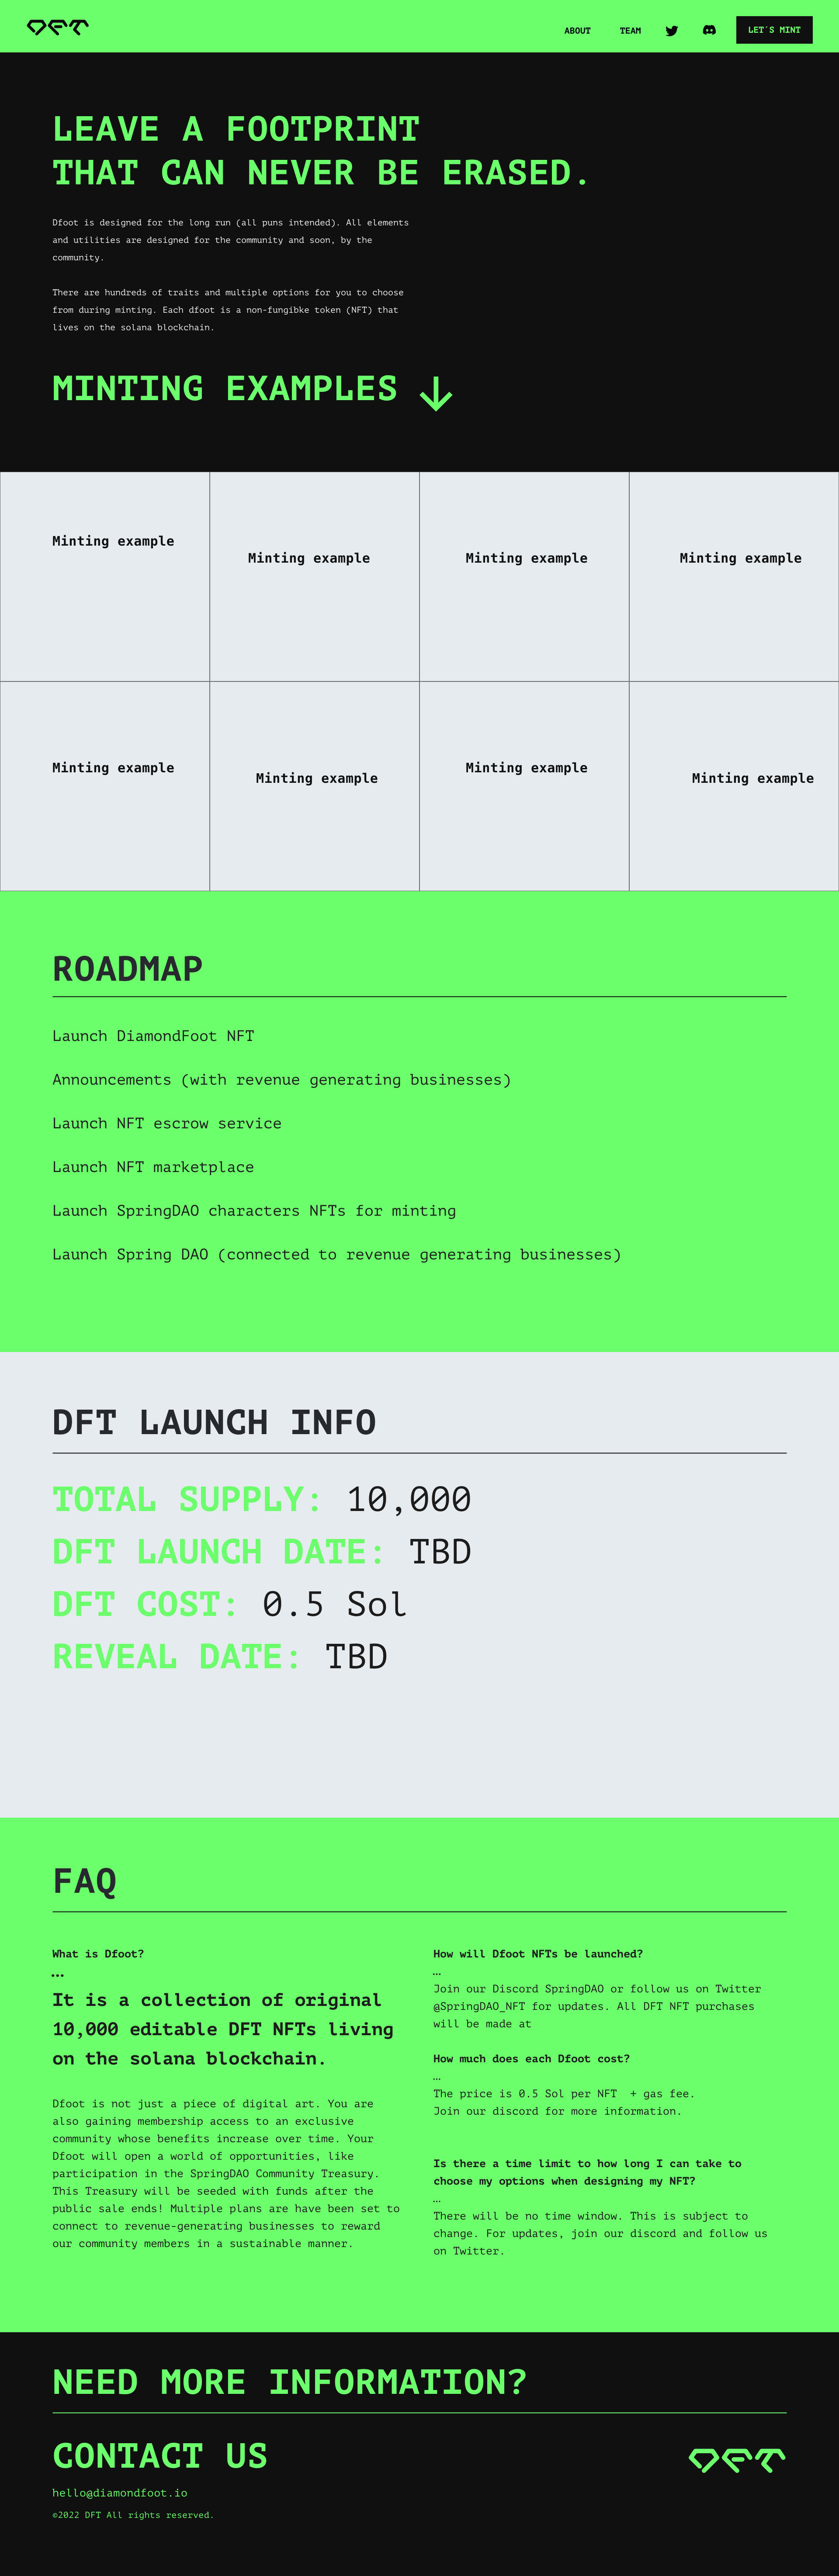 DFT
ABOUT
TEAM
LET'S MINT
LEAVE A FOOTPRINT
THAT CAN NEVER BE ERASED.
Dfoot is designed for the long run (all puns intended). All elements
and utilities are designed for the community and soon, by the
community.
There are hundreds of traits and multiple options for you to choose
from during minting. Each dfoot is a non-fungibke token (NFT) that
lives on the solana blockchain.
MINTING EXAMPLES
Minting example
Minting example
Minting example
Minting example
Minting example
Minting example
Minting example
Minting example
ROADMAP
Launch DiamondFoot NFT
Announcements (with revenue generating businesses)
Launch NFT escrow service
Launch NFT marketplace
Launch SpringDAO characters NFTs for minting
Launch Spring DAO (connected to revenue generating businesses)
DFT LAUNCH INFO
TOTAL SUPPLY: 10,000
DFT LAUNCH DATE: TBD
DFT COST: 0.5 Sol
REVEAL DATE: TBD
FAQ
What is Dfoot?
…
It is a collection of original
10,000 editable DFT NFTs living
on the solana blockchain.
Dfoot is not just a piece of digital art. You are
also gaining membership access to an exclusive
community whose benefits increase over time. Your
Dfoot will open a world of opportunities, like
participation in the SpringDAO Community Treasury.
This Treasury will be seeded with funds after the
public sale ends! Multiple plans are have been set to
connect to revenue-generating businesses to reward
our community members in a sustainable manner.
How will Dfoot NFTs be launched?
…
Join our Discord SpringDAO or follow us on Twitter
@SpringDAO_NFT for updates. All DFT NFT purchases
will be made at
How much does each Dfoot cost?
…
The price is 0.5 Sol per NFT  + gas fee.
Join our discord for more information.
Is there a time limit to how long I can take to
choose my options when designing my NFT?
…
There will be no time window. This is subject to
change. For updates, join our discord and follow us
on Twitter.
NEED MORE INFORMATION?
CONTACT US
DFT
hello@diamondfoot.io
©2022 DFT All rights reserved.